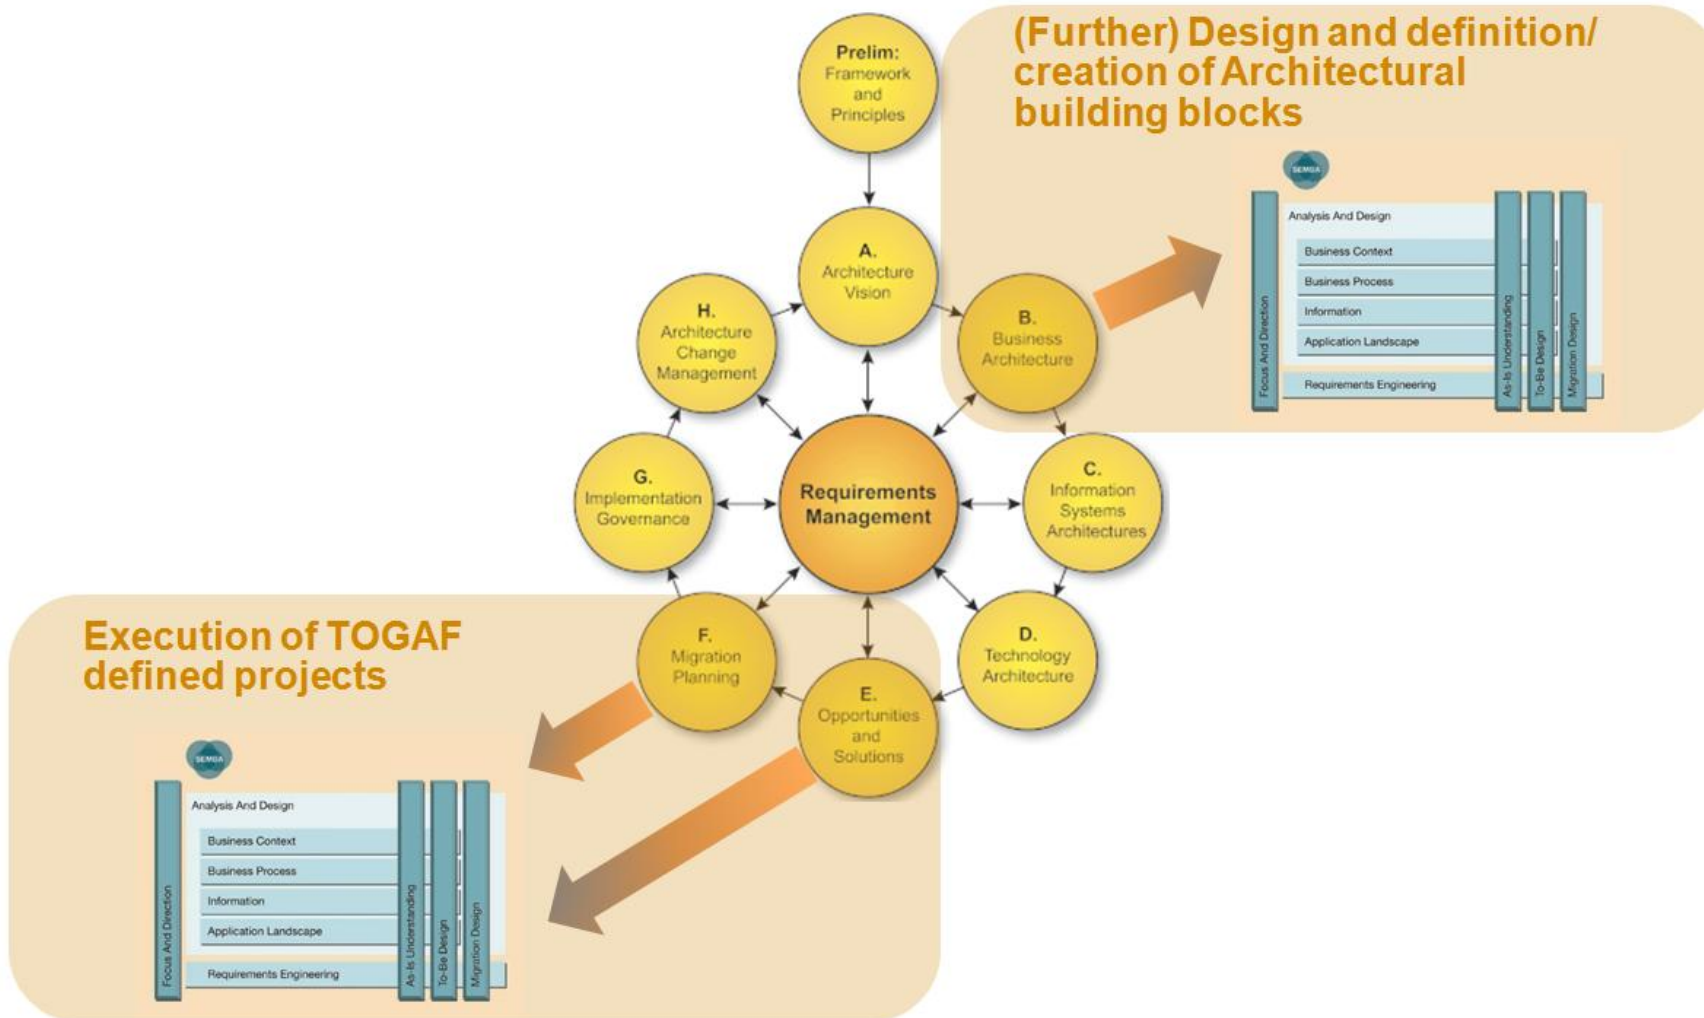 (Further) Design and definition/
creation of Architectural
building blocks
Prelim:
Framework
and
Principles
A.
Architecture
Vision
B.
Business
Architecture
C.
Information
Systems
Architectures
D.
Technology
Architecture
E.
Opportunities
and
Solutions
F.
Migration
Planning
G.
Implementation
Governance
H.
Architecture
Change
Management
Requirements
Management
SEMBA
Focus And Direction
Analysis And Design
Business Context
Business Process
Information
Application Landscape
Requirements Engineering
As-Is Understanding
To-Be Design
Migration Design
Execution of TOGAF
defined projects
SEMBA
Focus And Direction
Analysis And Design
Business Context
Business Process
Information
Application Landscape
Requirements Engineering
As-Is Understanding
To-Be Design
Migration Design